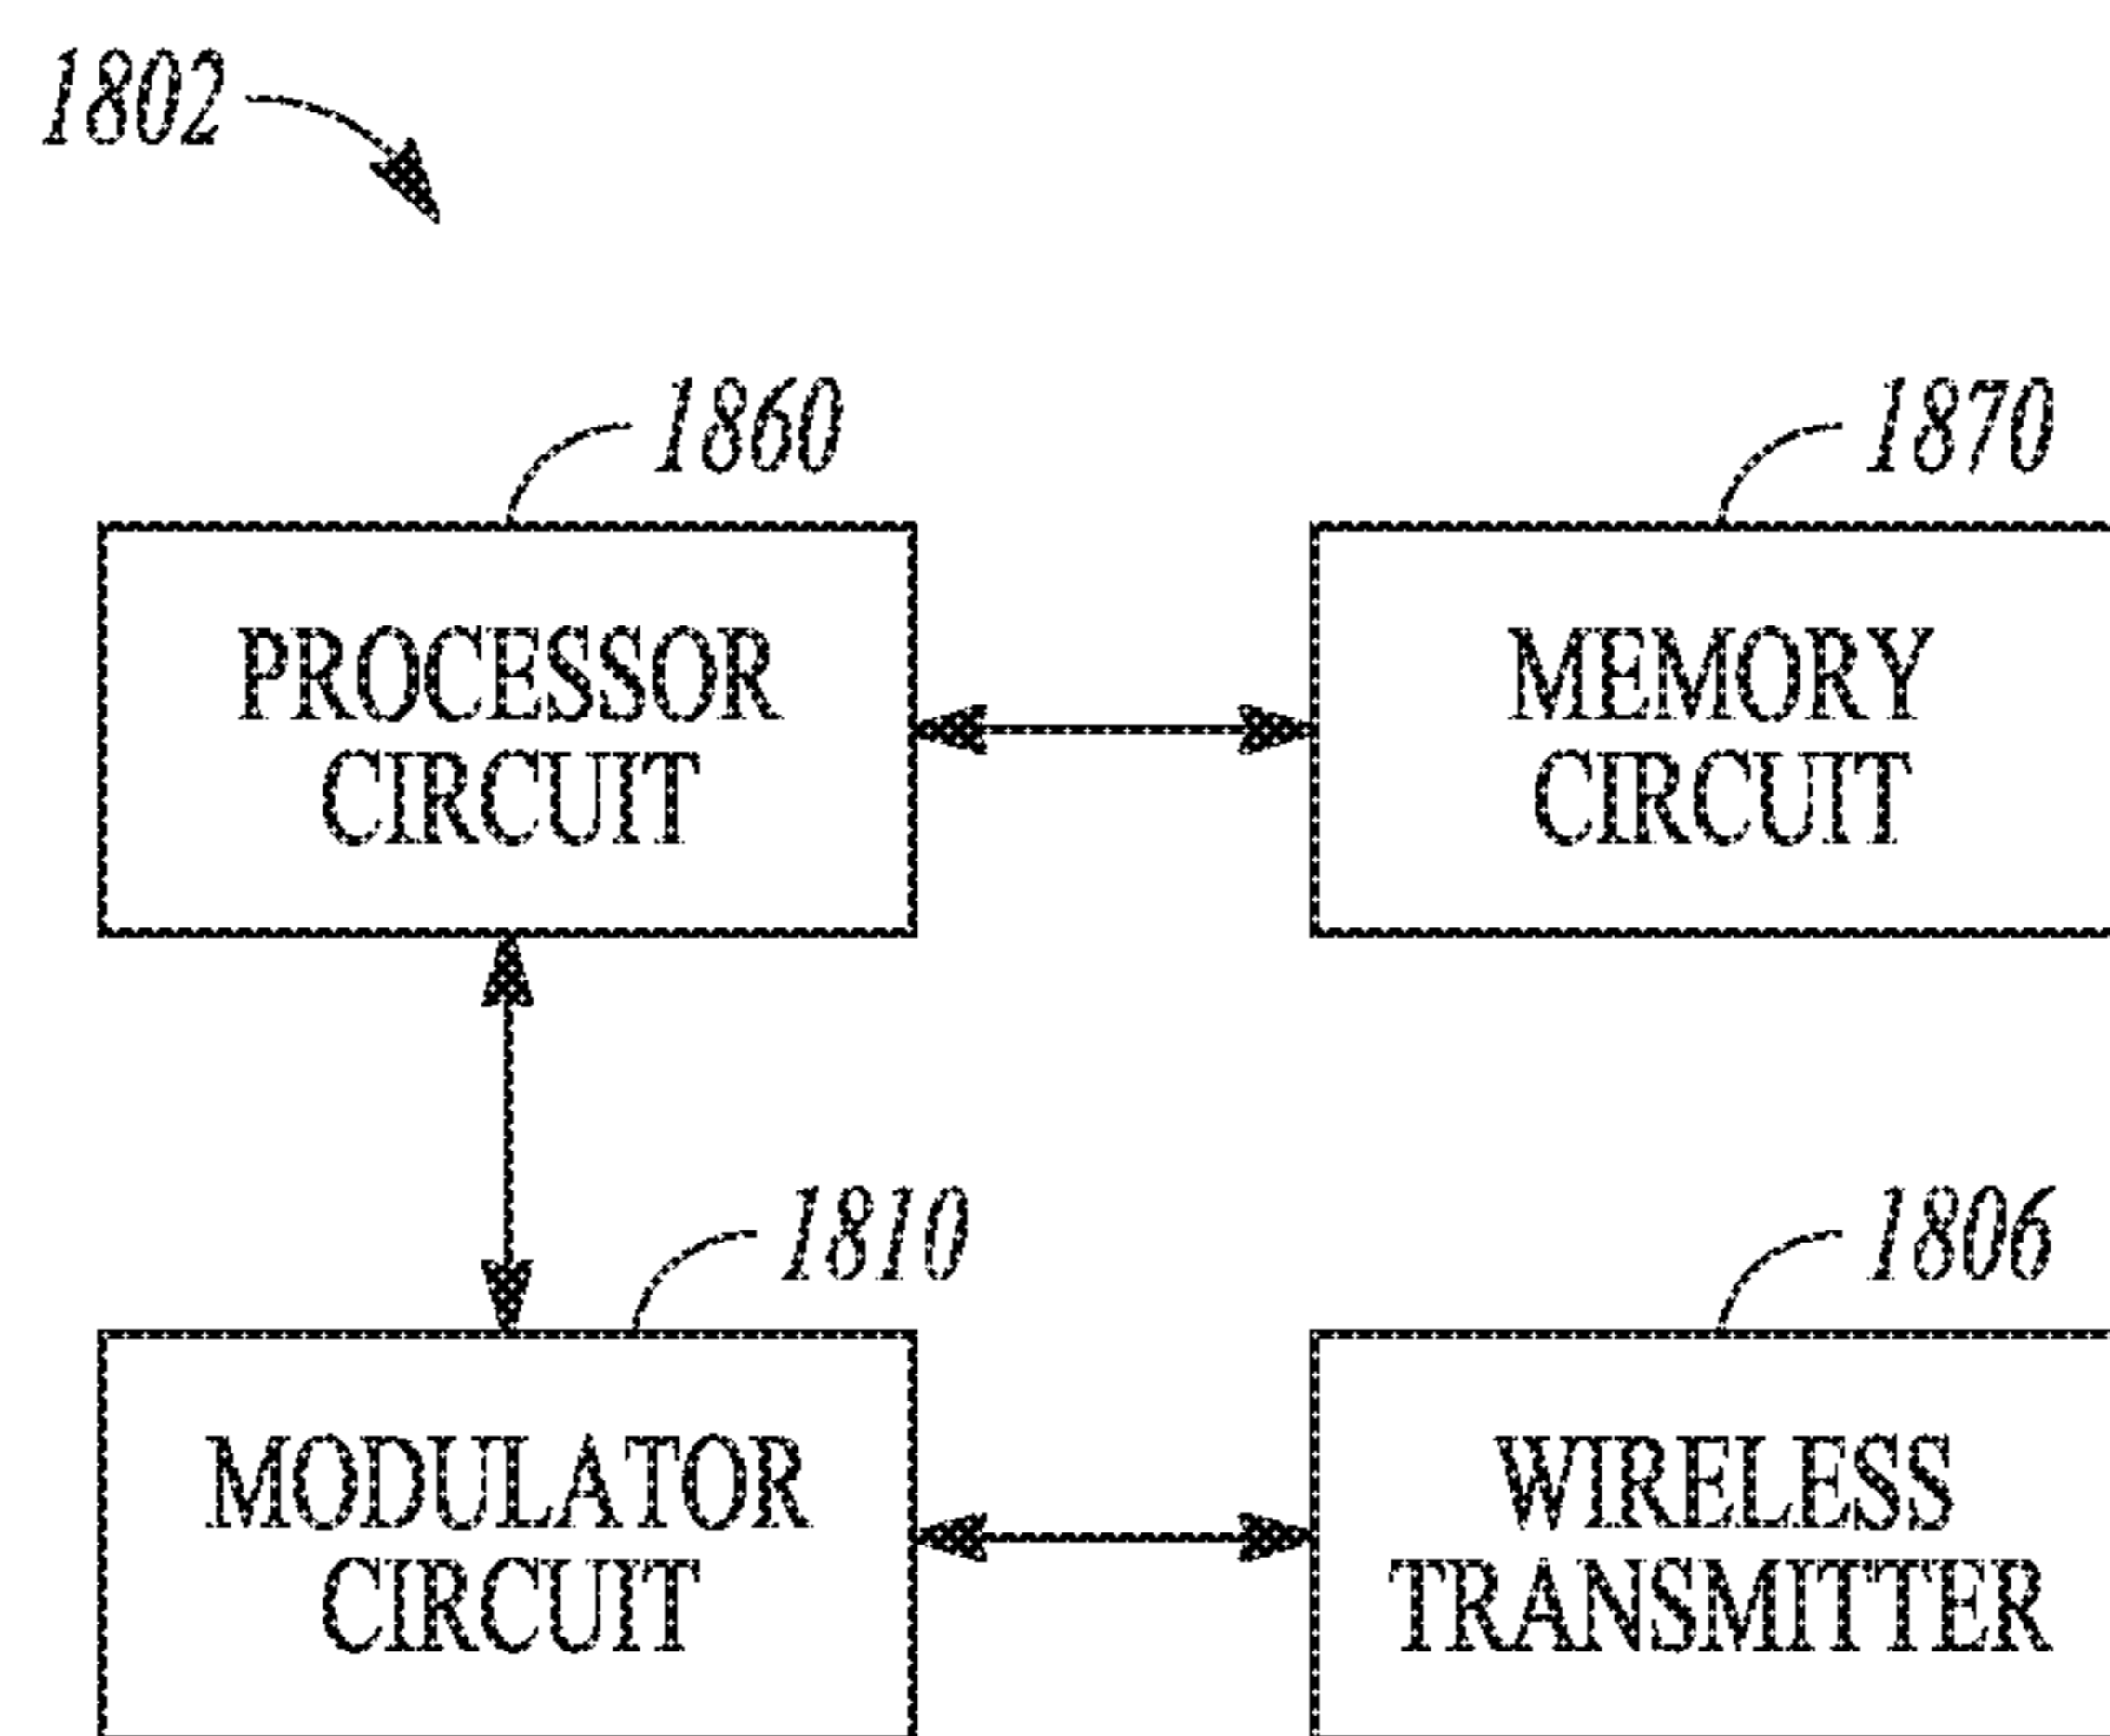 1802
1860
1870
PROCESSOR
CIRCUIT
MEMORY
CIRCUIT
1810
1806
MODULATOR
CIRCUIT
WIRELESS
TRANSMITTER